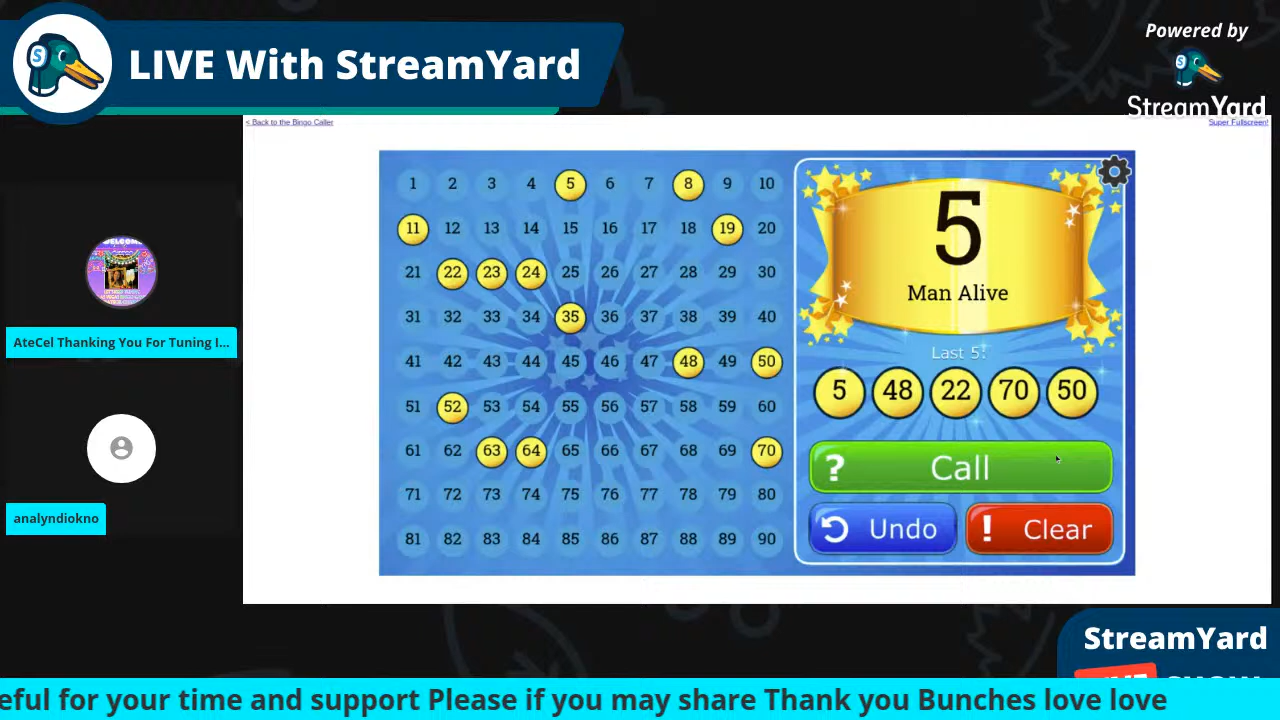 LIVE With StreamYard
Powered by
StreamYard
< Back to the Bingo Caller
Super Fullscreen!
1 2 3 4 5 6 7 8 9 10
11 12 13 14 15 16 17 18 19 20
21 22 23 24 25 26 27 28 29 30
31 32 33 34 35 36 37 38 39 40
41 42 43 44 45 46 47 48 49 50
51 52 53 54 55 56 57 58 59 60
61 62 63 64 65 66 67 68 69 70
71 72 73 74 75 76 77 78 79 80
81 82 83 84 85 86 87 88 89 90
5
Man Alive
Last 5:
5 48 22 70 50
? Call
Undo
! Clear
AteCel Thanking You For Tuning I...
analyndiokno
StreamYard
eful for your time and support Please if you may share Thank you Bunches love love